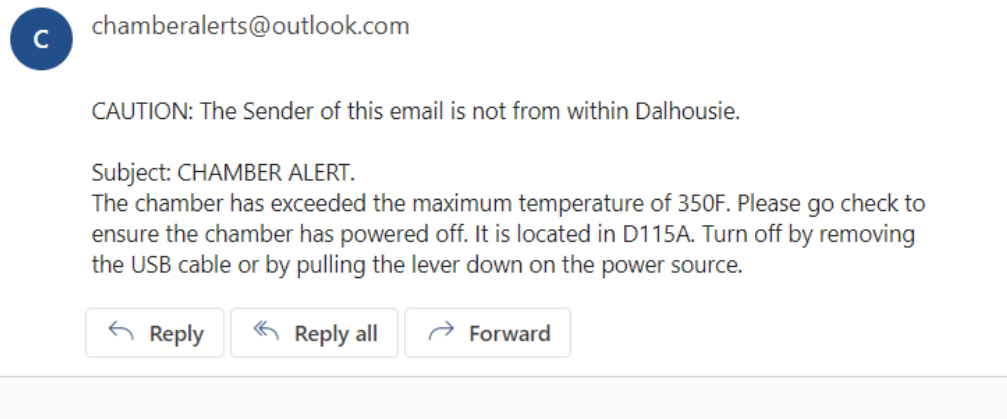 C
chamberalerts@outlook.com
CAUTION: The Sender of this email is not from within Dalhousie.
Subject: CHAMBER ALERT.
The chamber has exceeded the maximum temperature of 350F. Please go check to
ensure the chamber has powered off. It is located in D115A. Turn off by removing
the USB cable or by pulling the lever down on the power source.
Reply
Reply all
Forward